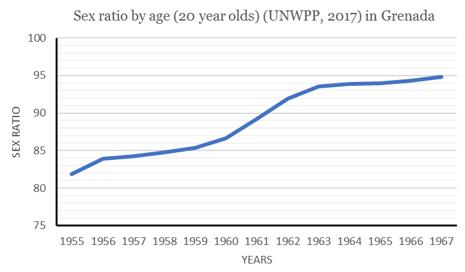 Sex ratio by age (20 year olds) (UNWPP, 2017) in Grenada
100
95
90
85
80
75
SEX RATIO
1955 1956 1957 1958 1959 1960 1961 1962 1963 1964 1965 1966 1967
YEARS